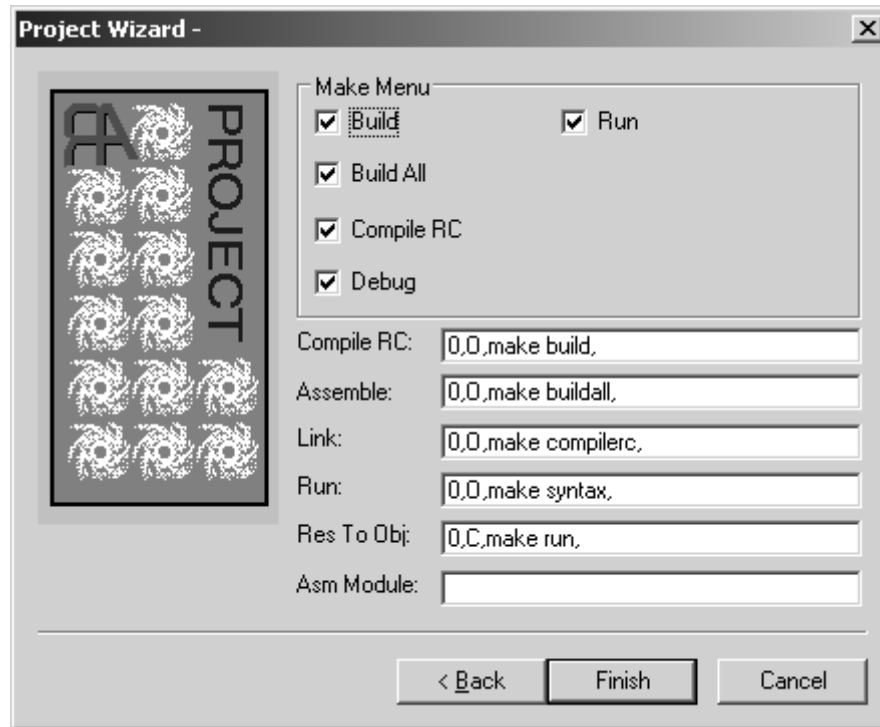 Project Wizard -
RA
PROJECT
Make Menu
Build
Run
Build All
Compile RC
Debug
Compile RC: 0,O,make build,
Assemble: 0,O,make buildall,
Link: 0,O,make compilerc,
Run: 0,O,make syntax,
Res To Obj: 0,C,make run,
Asm Module:
< Back
Finish
Cancel